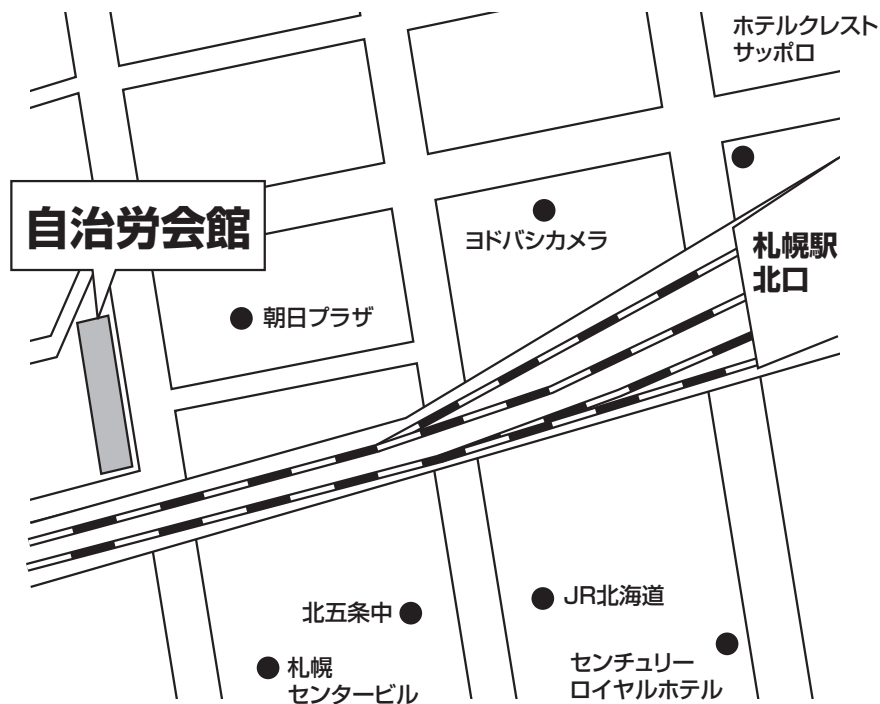 ホテルクレスト
サッポロ
自治労会館
ヨドバシカメラ
札幌駅
北口
朝日プラザ
北五条中
JR北海道
札幌
センタービル
センチュリー
ロイヤルホテル